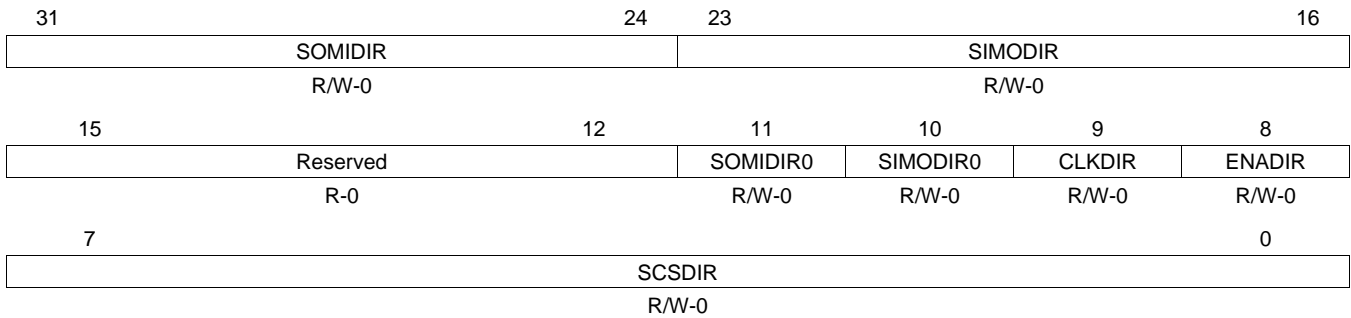 31 24 23 16
SOMIDIR SIMODIR
R/W-0 R/W-0
15 12 11 10 9 8
Reserved SOMIDIR0 SIMODIR0 CLKDIR ENADIR
R-0 R/W-0 R/W-0 R/W-0 R/W-0
7 0
SCSDIR
R/W-0